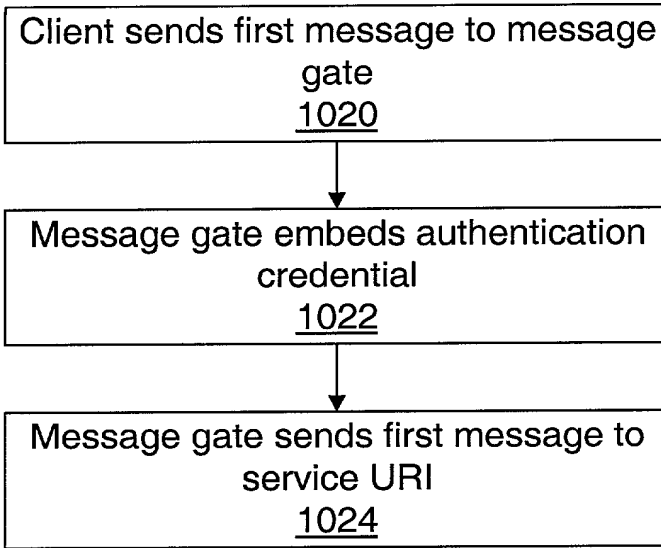 Client sends first message to message
gate
1020
Message gate embeds authentication
credential
1022
Message gate sends first message to
service URI
1024